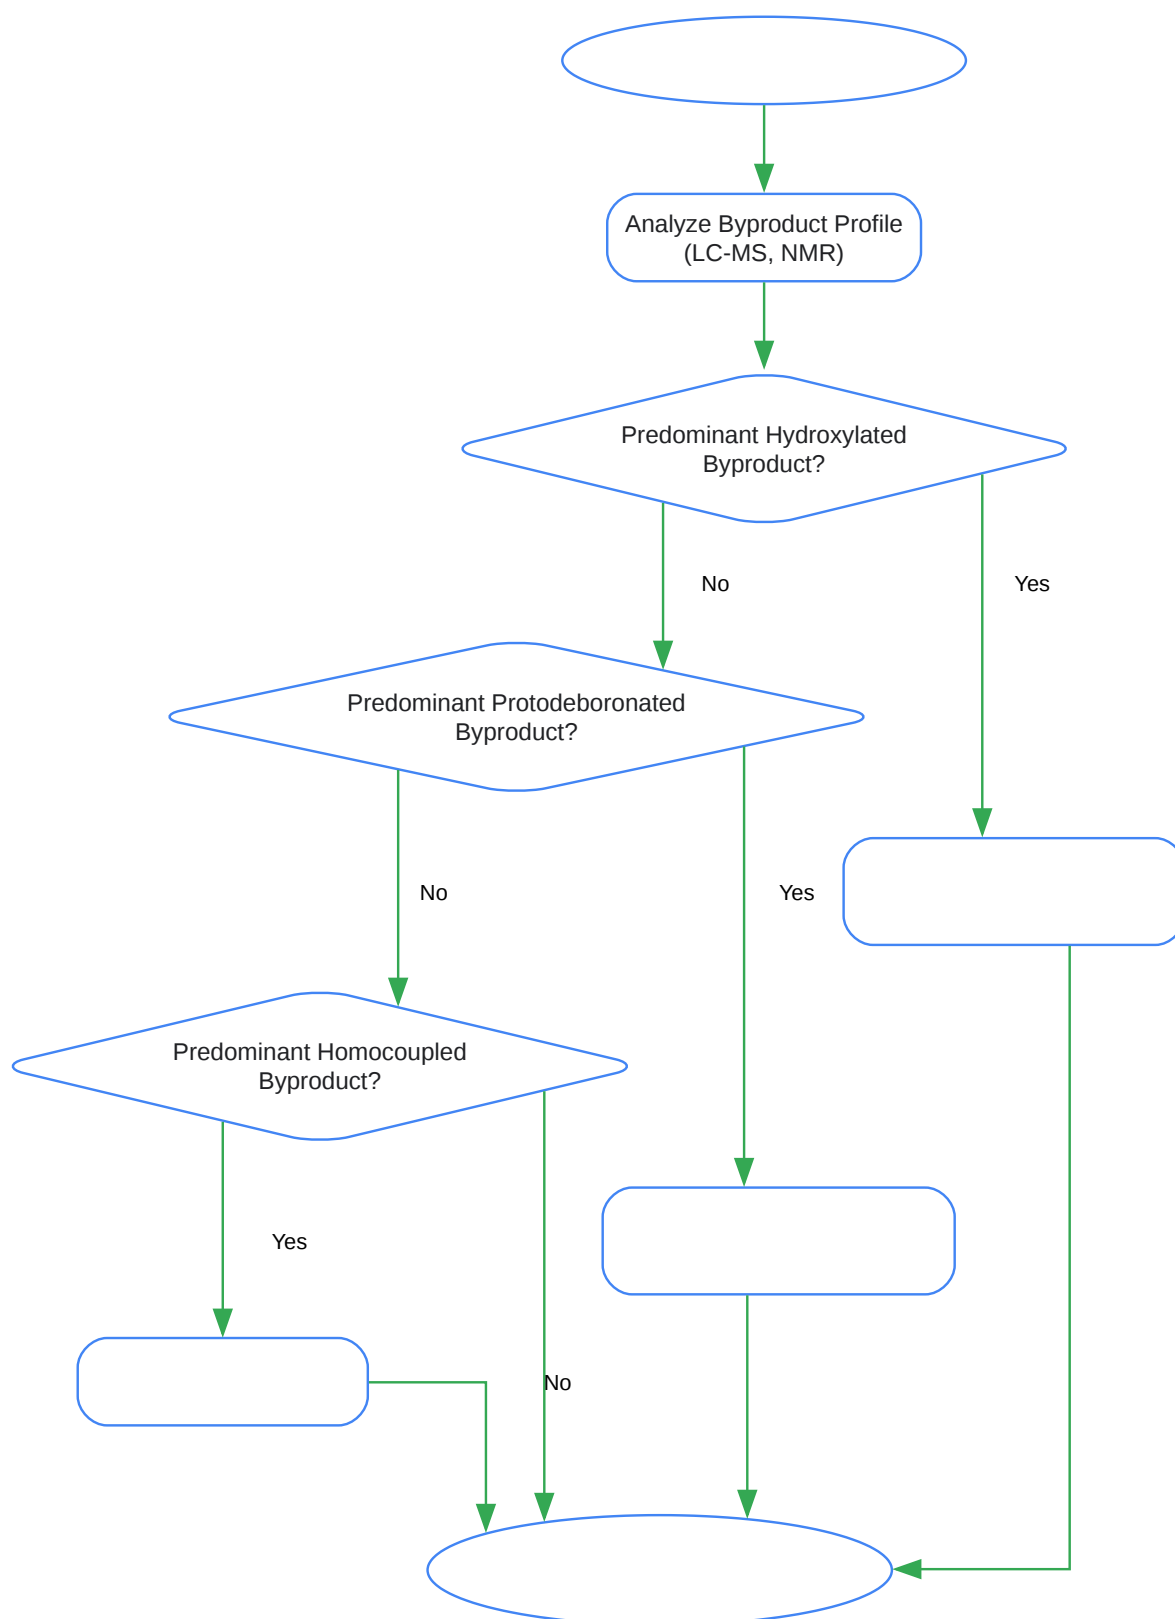 Analyze Byproduct Profile
(LC-MS, NMR)
Predominant Hydroxylated
Byproduct?
No
Yes
Predominant Protodeboronated
Byproduct?
No
Yes
Predominant Homocoupled
Byproduct?
Yes
No